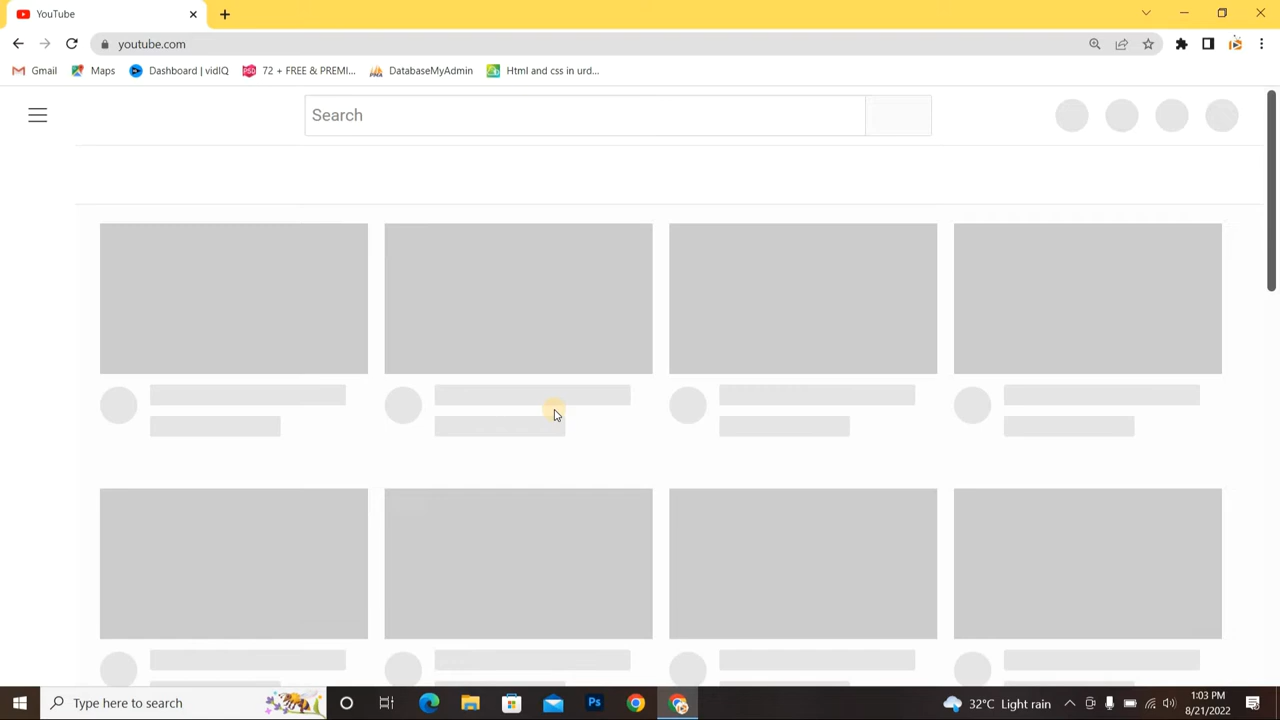 YouTube
youtube.com
Gmail
Maps
Dashboard | vidIQ
72 + FREE & PREMI...
DatabaseMyAdmin
Html and css in urd...
Search
Type here to search
32°C Light rain
1:03 PM
8/21/2022